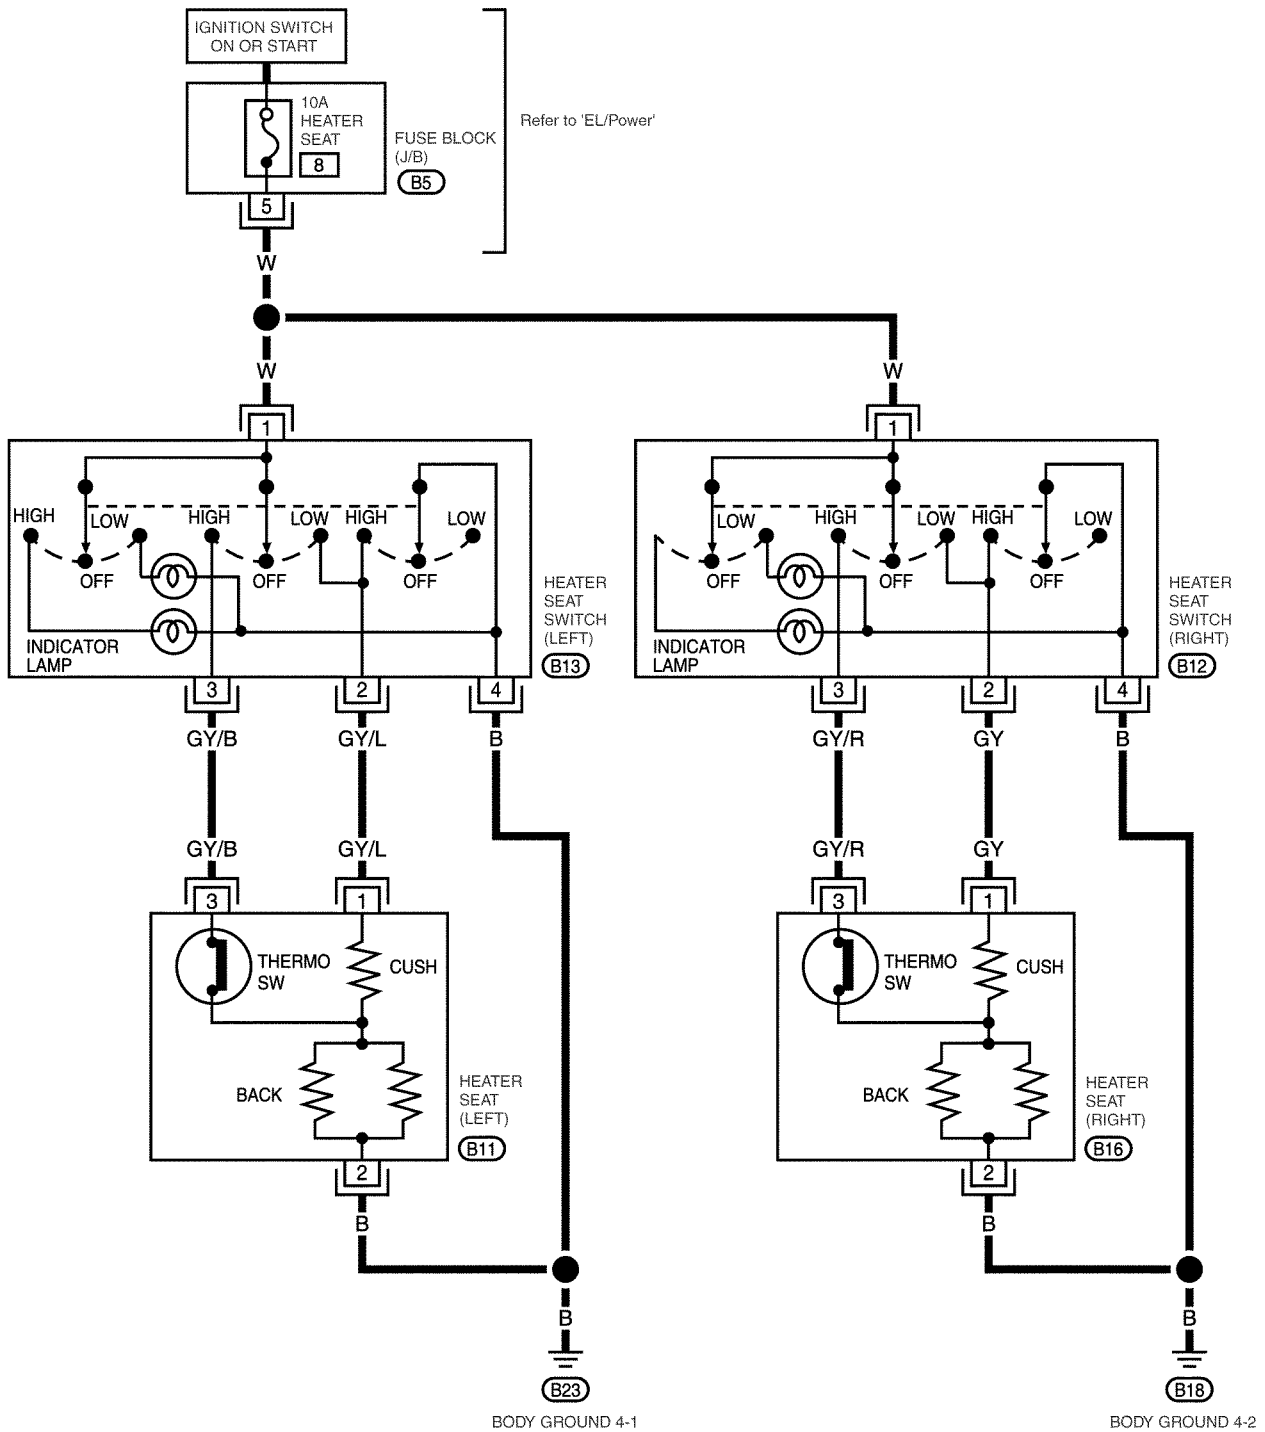 IGNITION SWITCH
ON OR START
10A
HEATER
SEAT
8
FUSE BLOCK
(J/B)
B5
Refer to 'EL/Power'
5
W
W
W
1
1
HIGH
LOW
OFF
HIGH
LOW
OFF
HIGH
LOW
OFF
INDICATOR
LAMP
HEATER
SEAT
SWITCH
(LEFT)
B13
LOW
OFF
HIGH
LOW
OFF
HIGH
LOW
OFF
INDICATOR
LAMP
HEATER
SEAT
SWITCH
(RIGHT)
B12
3
2
4
3
2
4
GY/B
GY/L
B
GY/R
GY
B
GY/B
GY/L
GY/R
GY
3
1
3
1
THERMO
SW
CUSH
BACK
HEATER
SEAT
(LEFT)
B11
THERMO
SW
CUSH
BACK
HEATER
SEAT
(RIGHT)
B16
2
2
B
B
B
B
B23
B18
BODY GROUND 4-1
BODY GROUND 4-2